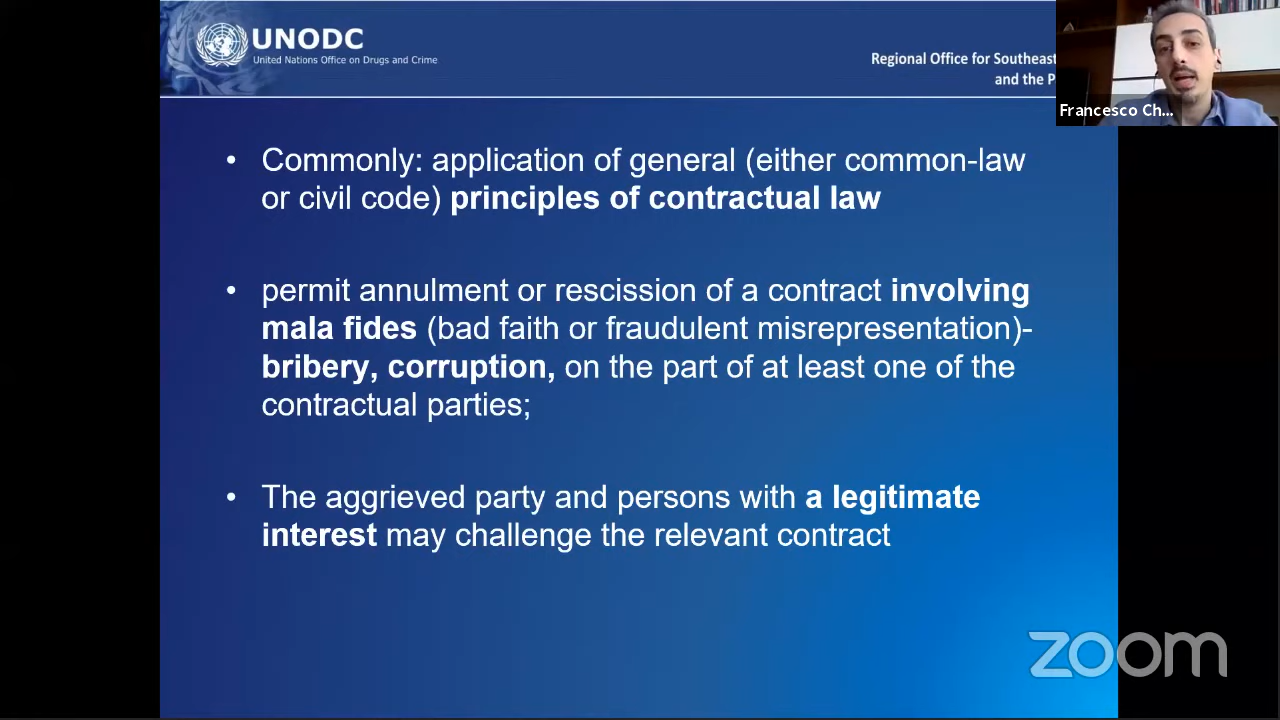 UNODC
United Nations Office on Drugs and Crime
Regional Office for Southeast
and the P
Francesco Ch...
• Commonly: application of general (either common-law
or civil code) principles of contractual law
• permit annulment or rescission of a contract involving
mala fides (bad faith or fraudulent misrepresentation)-
bribery, corruption, on the part of at least one of the
contractual parties;
• The aggrieved party and persons with a legitimate
interest may challenge the relevant contract
zoom